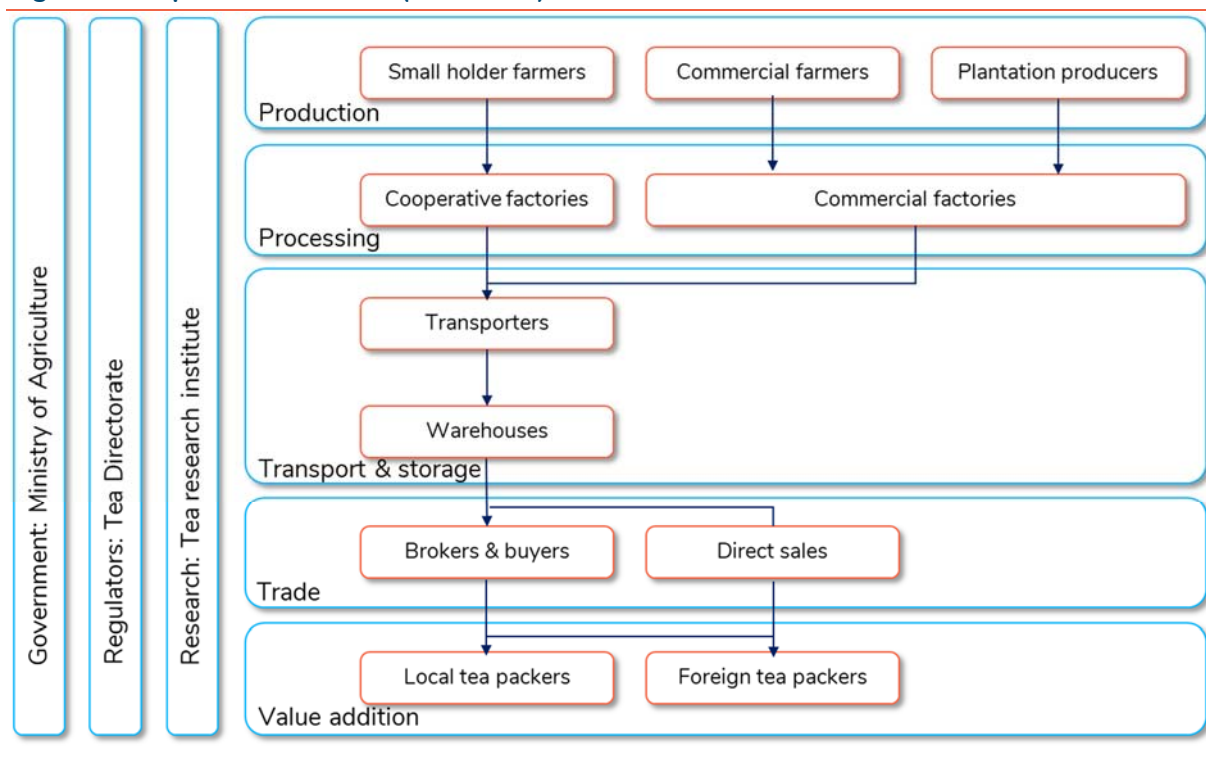 Government: Ministry of Agriculture
Regulators: Tea Directorate
Research: Tea research institute
Small holder farmers
Commercial farmers
Plantation producers
Production
Cooperative factories
Commercial factories
Processing
Transporters
Warehouses
Transport & storage
Brokers & buyers
Direct sales
Trade
Local tea packers
Foreign tea packers
Value addition